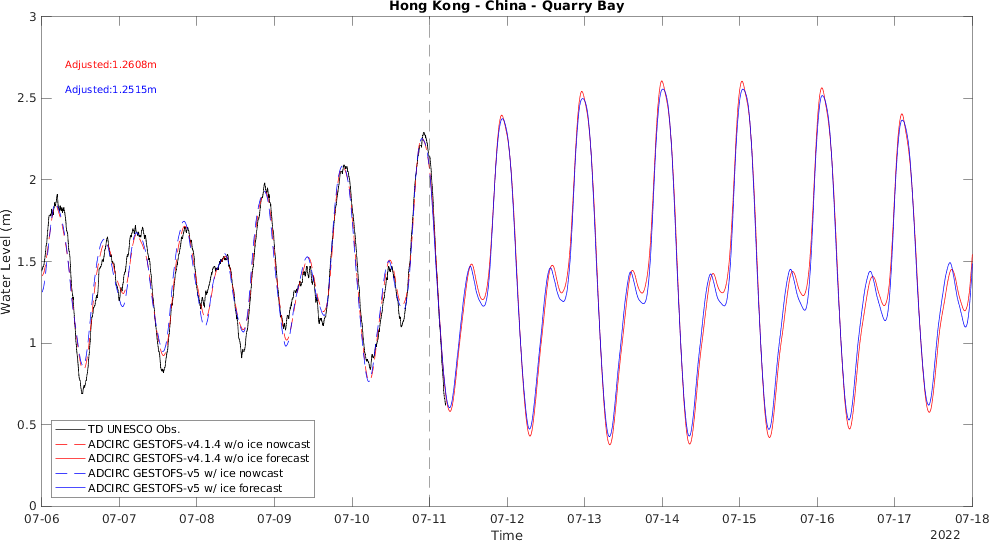 Hong Kong - China - Quarry Bay
3
Adjusted:1.2608m
Adjusted:1.2515m
2.5
2
1.5
1
0.5
0
Water Level (m)
TD UNESCO Obs.
ADCIRC GESTOFS-v4.1.4 w/o ice nowcast
ADCIRC GESTOFS-v4.1.4 w/o ice forecast
ADCIRC GESTOFS-v5 w/ ice nowcast
ADCIRC GESTOFS-v5 w/ ice forecast
07-06 07-07 07-08 07-09 07-10 07-11 07-12 07-13 07-14 07-15 07-16 07-17 07-18
Time
2022